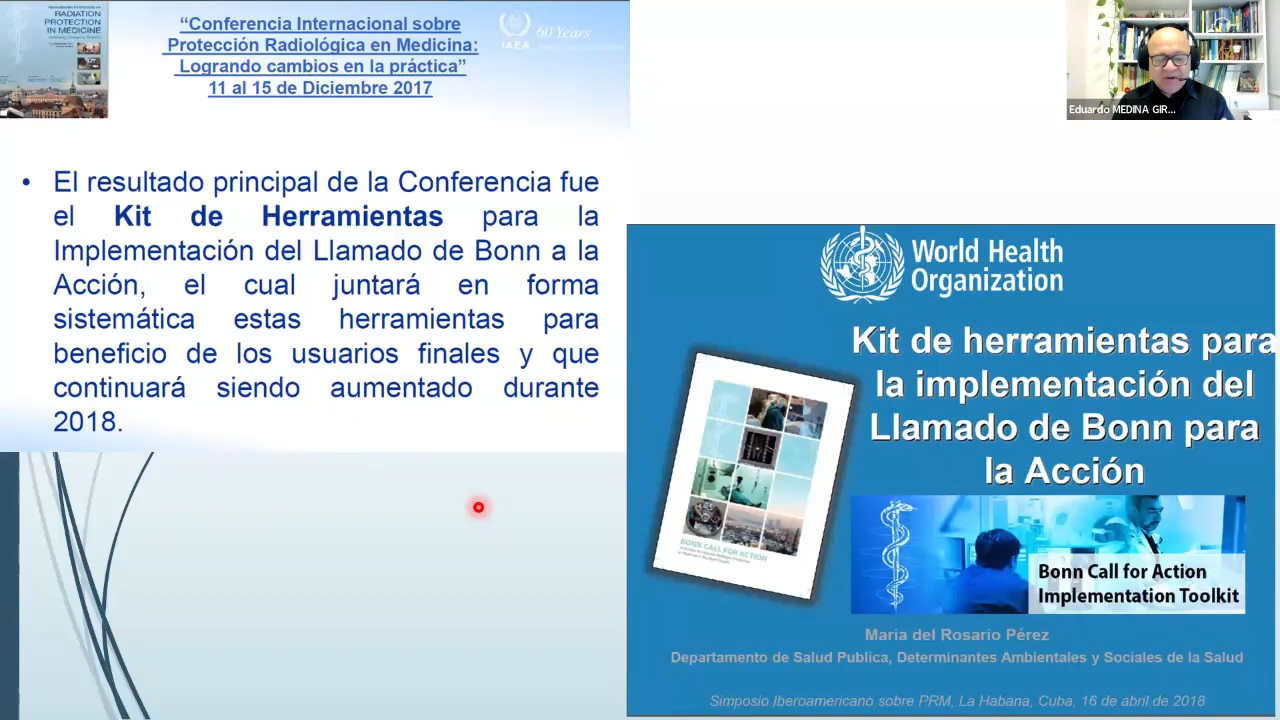 RADIATION
PROTECTION
IN MEDICINE
“Conferencia Internacional sobre
Protección Radiológica en Medicina:
Logrando cambios en la práctica”
11 al 15 de Diciembre 2017
IAEA
60 Years
Eduardo MEDINA GIR...
• El resultado principal de la Conferencia fue
el Kit de Herramientas para la
Implementación del Llamado de Bonn a la
Acción, el cual juntará en forma
sistemática estas herramientas para
beneficio de los usuarios finales y que
continuará siendo aumentado durante
2018.
World Health
Organization
Kit de herramientas para
la implementación del
Llamado de Bonn para
la Acción
BONN CALL FOR ACTION
Bonn Call for Action
Implementation Toolkit
Maria del Rosario Pérez
Departamento de Salud Publica, Determinantes Ambientales y Sociales de la Salud
Simposio Iberoamericano sobre PRM, La Habana, Cuba, 16 de abril de 2018